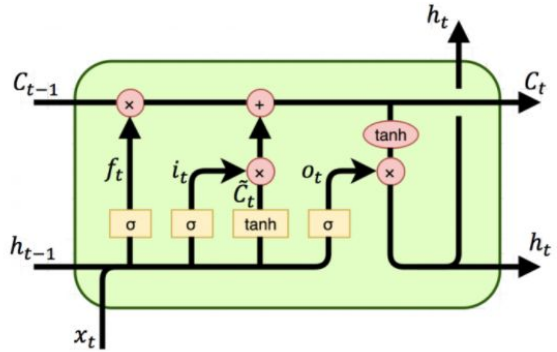 h_t
C_{t-1} × + C_t
tanh
f_t i_t × o_t ×
C̃_t
σ σ tanh σ
h_{t-1} h_t
x_t